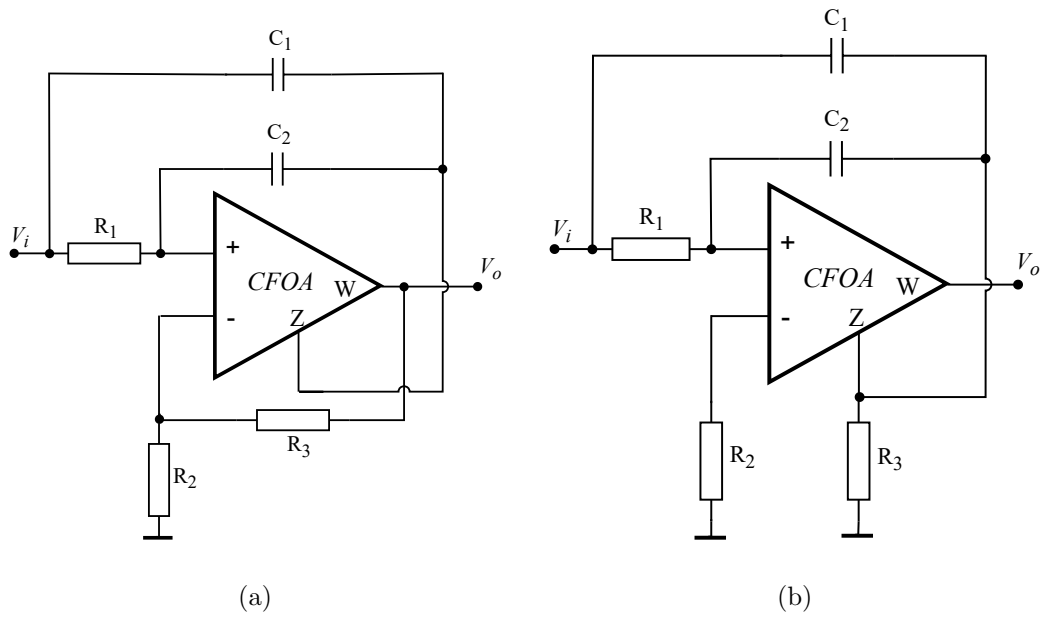 C1
C2
Vi
R1
+
CFOA
W
Vo
-
Z
R3
R2
(a)
C1
C2
Vi
R1
+
CFOA
W
Vo
-
Z
R2
R3
(b)